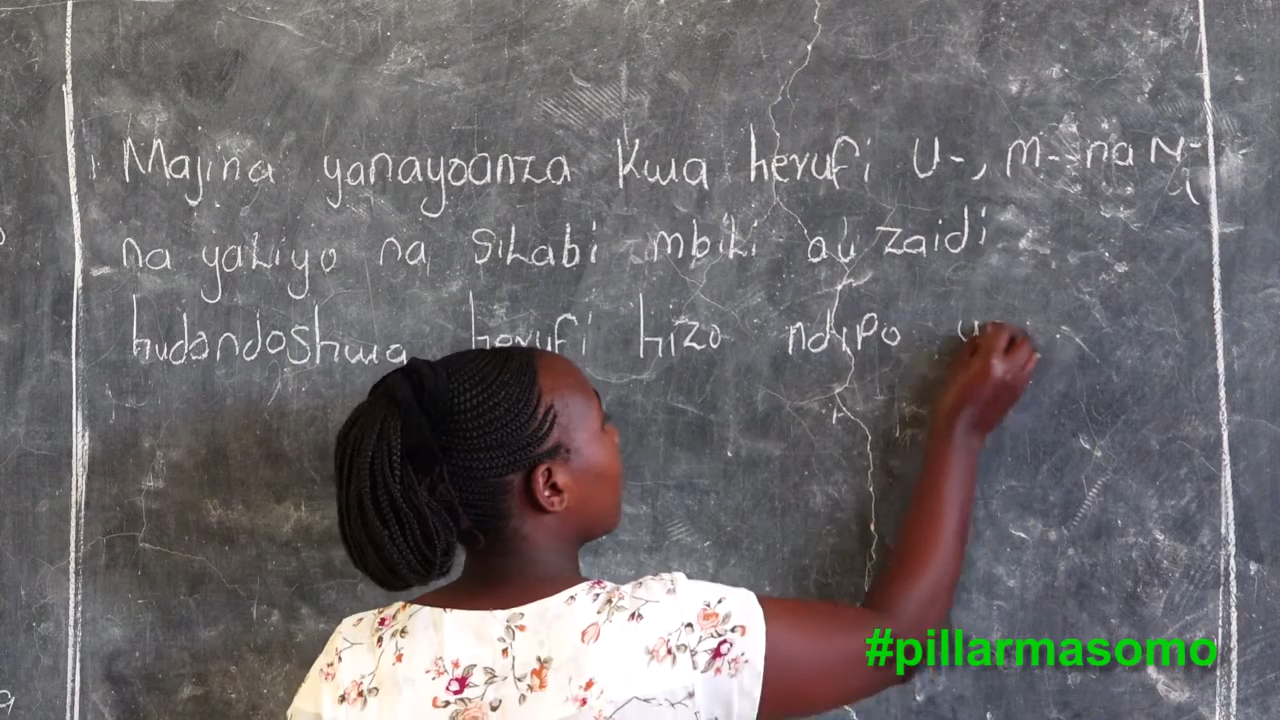 Majina yanayoanza kwa herufi U-, M- na N-
na yaliyo na silabi mbili au zaidi
hudondoshwa herufi hizo ndipo u
#pillarmasomo